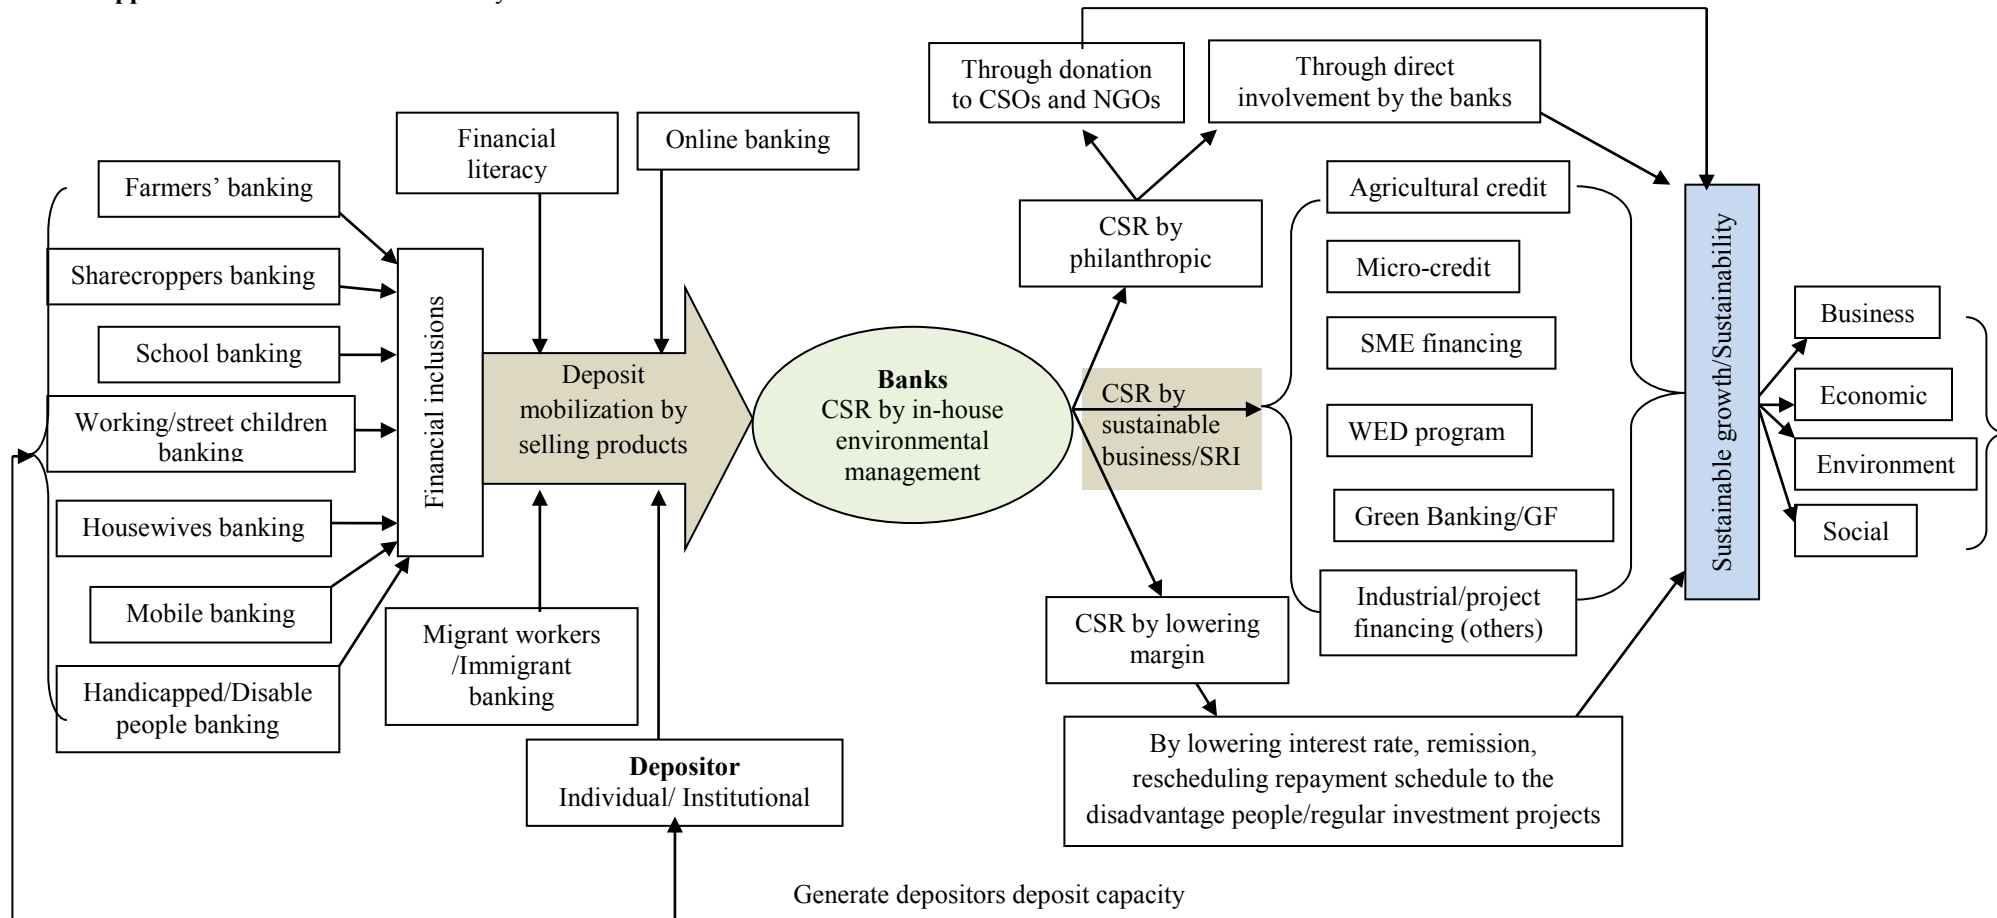 Through donation
to CSOs and NGOs
Through direct
involvement by the banks
Financial
literacy
Online banking
Farmers’ banking
Agricultural credit
CSR by
philanthropic
Sharecroppers banking
Micro-credit
School banking
SME financing
Working/street children
banking
WED program
Housewives banking
Green Banking/GF
Mobile banking
Industrial/project
financing (others)
Handicapped/Disable
people banking
Financial inclusions
Deposit
mobilization by
selling products
Banks
CSR by in-house
environmental
management
CSR by
sustainable
business/SRI
Sustainable growth/Sustainability
Business
Economic
Environment
Social
Migrant workers
/Immigrant
banking
CSR by lowering
margin
Depositor
Individual/ Institutional
By lowering interest rate, remission,
rescheduling repayment schedule to the
disadvantage people/regular investment projects
Generate depositors deposit capacity